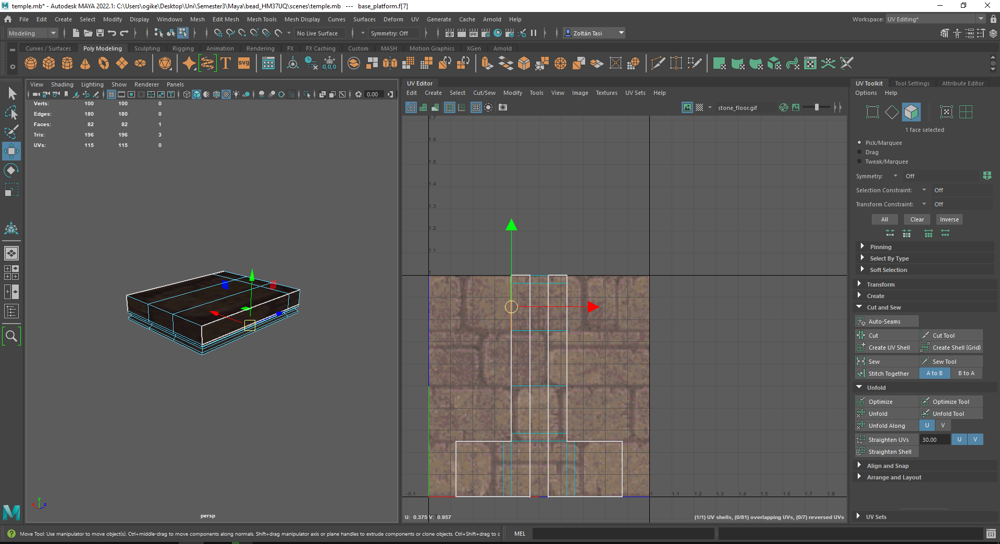 temple.mb* - Autodesk MAYA 2022.1: C:\Users\ogike\Desktop\Uni\Semester3\Maya\bead_HM37UQ\scenes\temple.mb --- base_platform.f[7]
File Edit Create Select Modify Display Windows Mesh Edit Mesh Mesh Tools Mesh Display Curves Surfaces Deform UV Generate Cache Arnold Help
Workspace: UV Editing*
Modeling No Live Surface Symmetry: Off Zoltán Tasi
Curves / Surfaces Poly Modeling Sculpting Rigging Animation Rendering FX FX Caching Custom MASH Motion Graphics XGen Arnold
T svg 0,0,0
View Shading Lighting Show Renderer Panels
0.00
Verts: 100 100 0
Edges: 180 180 0
Faces: 82 82 1
Tris: 196 196 3
UVs: 115 115 0
y
x z
persp
UV Editor
Edit Create Select Cut/Sew Modify Tools View Image Textures UV Sets Help
stone_floor.gif
1.7
1.6
1.5
1.4
1.3
1.2
1.1
1
-0.1 1 1.1 1.2 1.3 1.4 1.5 1.6 1.7 1.8
U: 0.375 V: 0.857
(1/1) UV shells, (0/81) overlapping UVs, (0/7) reversed UVs
UV Toolkit Tool Settings Attribute Editor
Options Help
1 face selected
Pick/Marquee
Drag
Tweak/Marquee
Symmetry: Off
Selection Constraint: Off
Transform Constraint: Off
All Clear Inverse
Pinning
Select By Type
Soft Selection
Transform
Create
Cut and Sew
Auto-Seams
Cut Cut Tool
Create UV Shell Create Shell (Grid)
Sew Sew Tool
Stitch Together A to B B to A
Unfold
Optimize Optimize Tool
Unfold Unfold Tool
Unfold Along U V
Straighten UVs 30.00 U V
Straighten Shell
Align and Snap
Arrange and Layout
UV Sets
Move Tool: Use manipulator to move object(s). Ctrl+middle-drag to move components along normals. Shift+drag manipulator axis or plane handles to extrude components or clone objects. Ctrl+Shift+drag to c
MEL